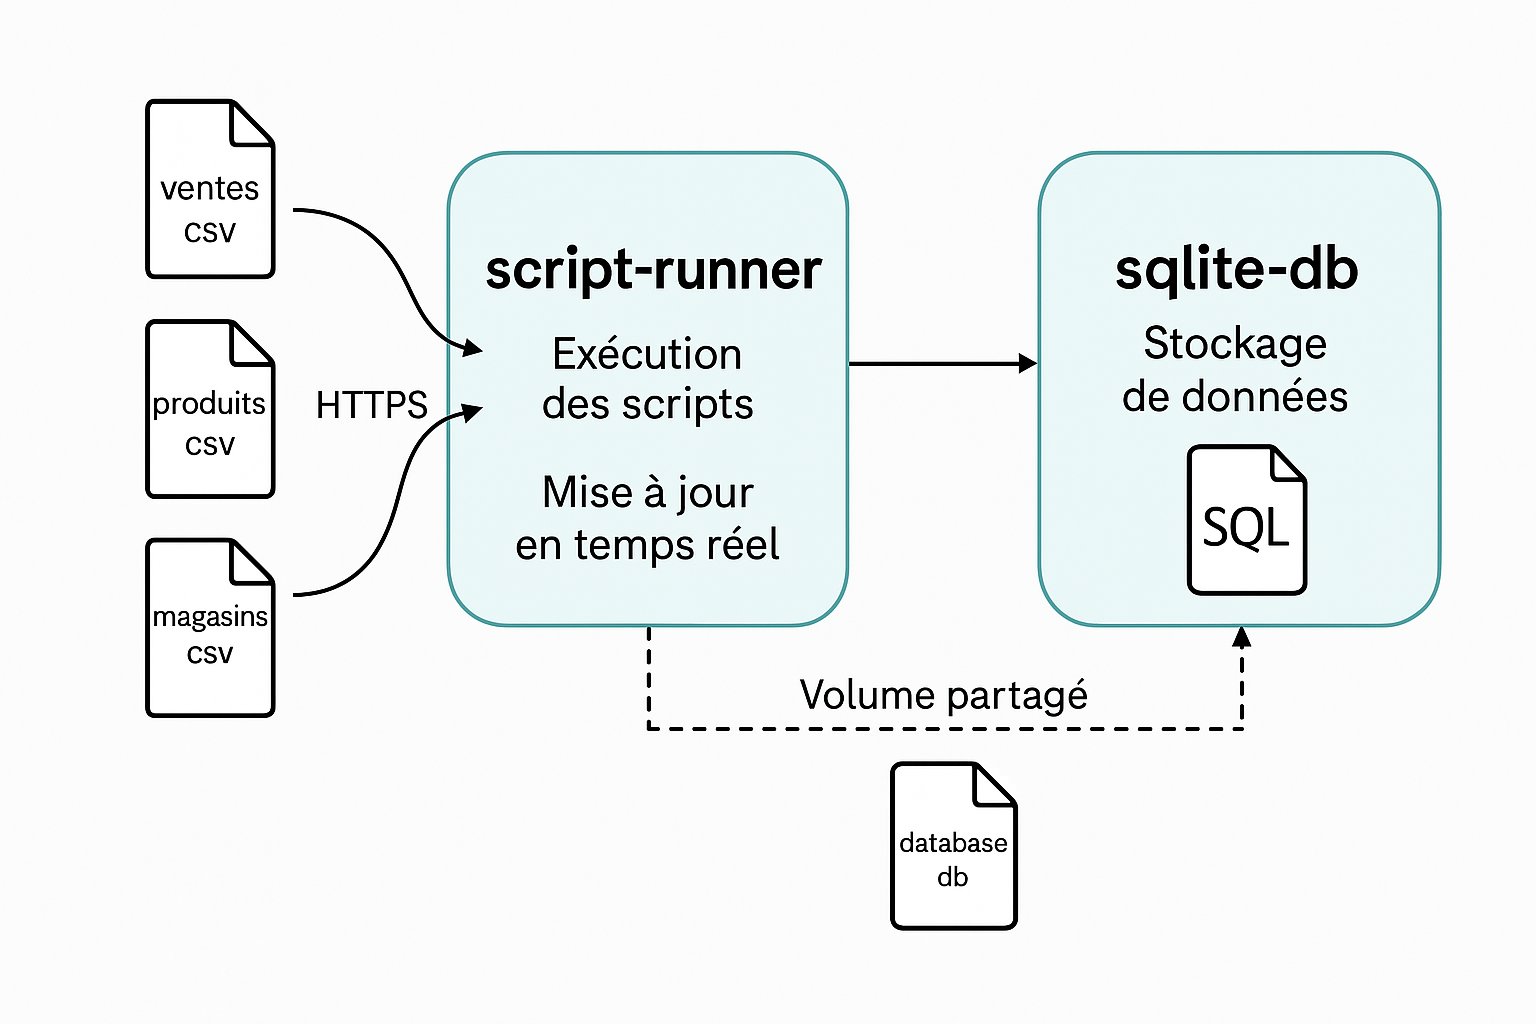 ventes
csv
produits
csv
magasins
csv
HTTPS
script-runner
Exécution
des scripts
Mise à jour
en temps réel
sqlite-db
Stockage
de données
SQL
Volume partagé
database
db